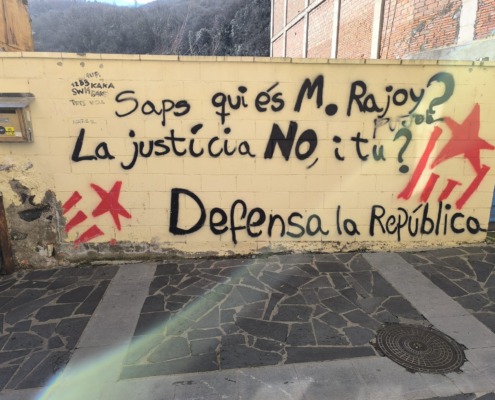 Saps qui és M. Rajoy?
La justícia NO, i tu?
Defensa la República